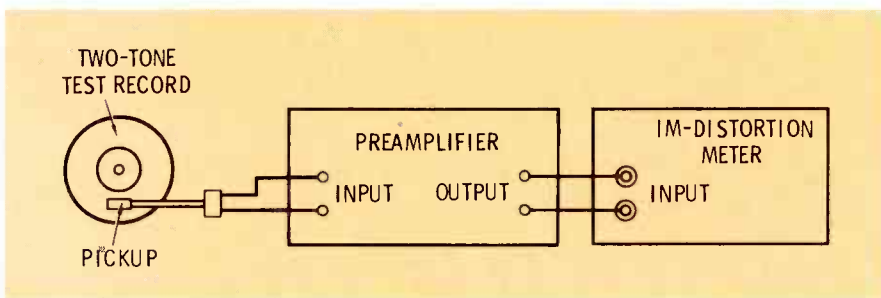 TWO-TONE
TEST RECORD
PICKUP
PREAMPLIFIER
INPUT OUTPUT
IM-DISTORTION
METER
INPUT